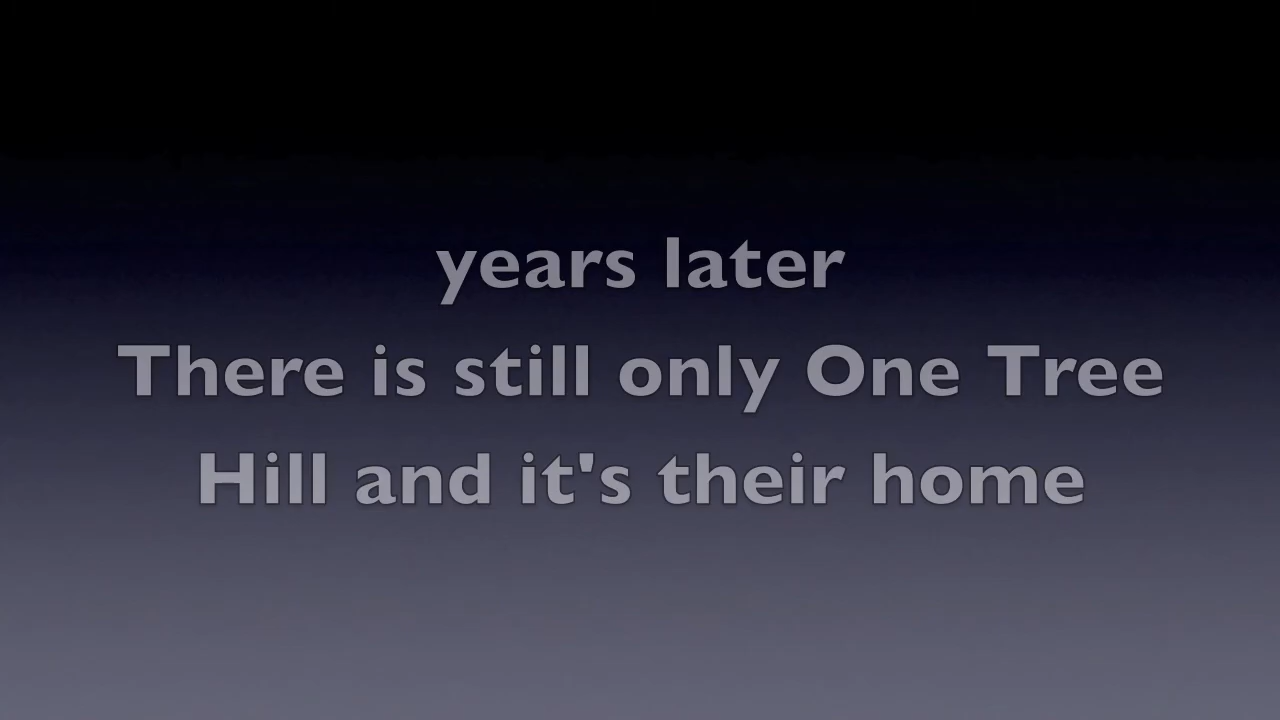 years later
There is still only One Tree
Hill and it's their home